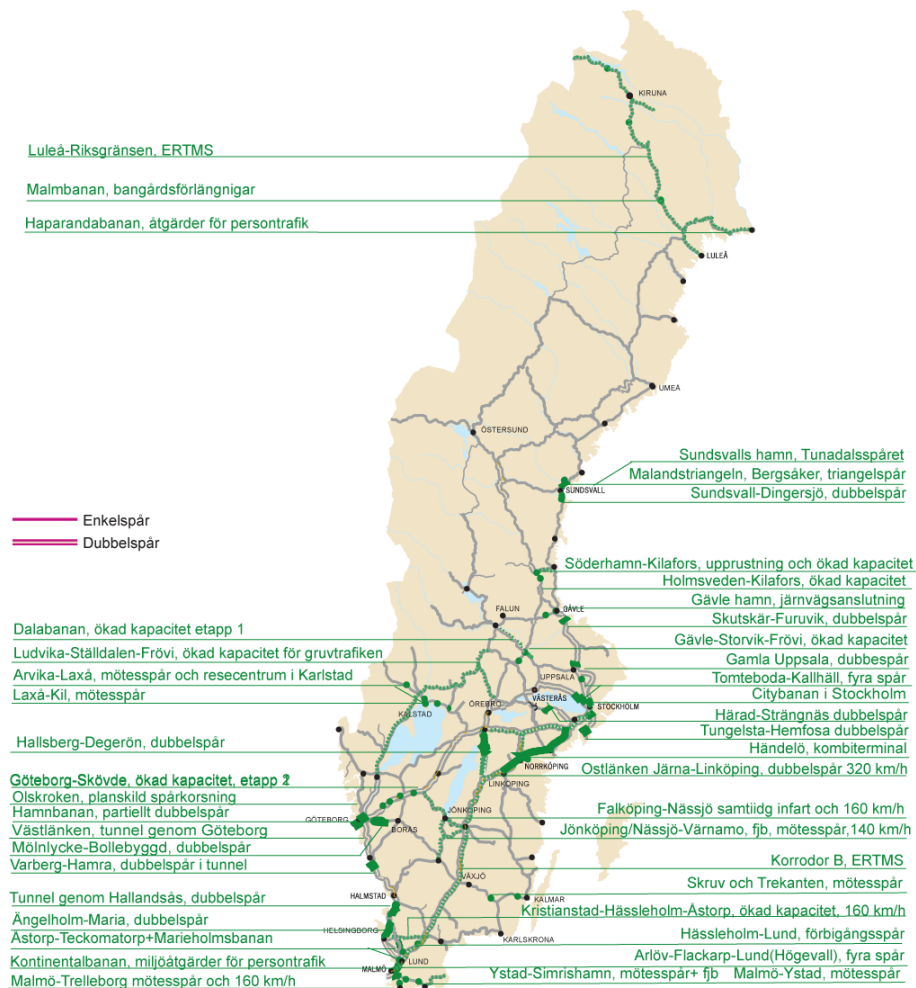 KIRUNA
Luleå-Riksgränsen, ERTMS
Malmbanan, bangårdsförlängnigar
Haparandabanan, åtgärder för persontrafik
LULEÅ
UMEÅ
ÖSTERSUND
Sundsvalls hamn, Tunadalsspåret
Malandstriangeln, Bergsåker, triangelspår
SUNDSVALL
Sundsvall-Dingersjö, dubbelspår
Enkelspår
Dubbelspår
Söderhamn-Kilafors, upprustning och ökad kapacitet
Holmsveden-Kilafors, ökad kapacitet
Gävle hamn, järnvägsanslutning
FALUN
GÄVLE
Skutskär-Furuvik, dubbelspår
Dalabanan, ökad kapacitet etapp 1
Gävle-Storvik-Frövi, ökad kapacitet
Ludvika-Ställdalen-Frövi, ökad kapacitet för gruvtrafiken
Gamla Uppsala, dubbespår
Arvika-Laxå, mötesspår och resecentrum i Karlstad
UPPSALA
Tomteboda-Kallhäll, fyra spår
Laxå-Kil, mötesspår
VÄSTERÅS
Citybanan i Stockholm
KALSTAD
ÖREBRO
STOCKHOLM
Härad-Strängnäs dubbelspår
Tungelsta-Hemfosa dubbelspår
Hallsberg-Degerön, dubbelspår
Händelö, kombiterminal
NORRKÖPING
Ostlänken Järna-Linköping, dubbelspår 320 km/h
LINKÖPING
Göteborg-Skövde, ökad kapacitet, etapp
Olskroken, planskild spårkorsning
Hamnbanan, partiellt dubbelspår
JÖNKÖPING
Falköping-Nässjö samtiidg infart och 160 km/h
GÖTEBORG
BORÅS
Västlänken, tunnel genom Göteborg
Jönköping/Nässjö-Värnamo, fjb, mötesspår,140 km/h
Mölnlycke-Bollebyggd, dubbelspår
Varberg-Hamra, dubbelspår i tunnel
Korrodor B, ERTMS
VÄXJÖ
Skruv och Trekanten, mötesspår
Tunnel genom Hallandsås, dubbelspår
HALMSTAD
KALMAR
Ängelholm-Maria, dubbelspår
Kristianstad-Hässleholm-Åstorp, ökad kapacitet, 160 km/h
HELSINGBORG
KARLSKRONA
Hässleholm-Lund, förbigångsspår
Åstorp-Teckomatorp+Marieholmsbanan
Arlöv-Flackarp-Lund(Högevall), fyra spår
Kontinentalbanan, miljöåtgärder för persontrafik
LUND
MALMÖ
Ystad-Simrishamn, mötesspår+ fjb Malmö-Ystad, mötesspår
Malmö-Trelleborg mötesspår och 160 km/h